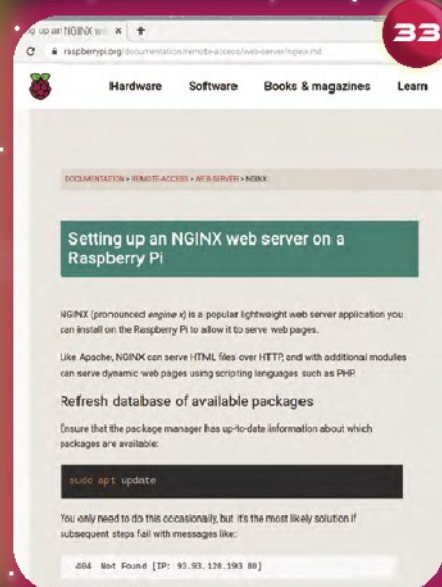 33
up an NGINX w
raspberrypi.org/documentation/remote-access/web-server/nginx.md
Hardware Software Books & magazines Learn
DOCUMENTATION > REMOTE-ACCESS > WEB-SERVER > NGINX
Setting up an NGINX web server on a
Raspberry Pi
NGINX (pronounced engine x) is a popular lightweight web server application you
can install on the Raspberry Pi to allow it to serve web pages.
Like Apache, NGINX can serve HTML files over HTTP, and with additional modules
can serve dynamic web pages using scripting languages such as PHP.
Refresh database of available packages
Ensure that the package manager has up-to-date information about which
packages are available:
sudo apt update
You only need to do this occasionally, but it's the most likely solution if
subsequent steps fail with messages like:
404 Not Found [IP: 93.93.128.193 80]